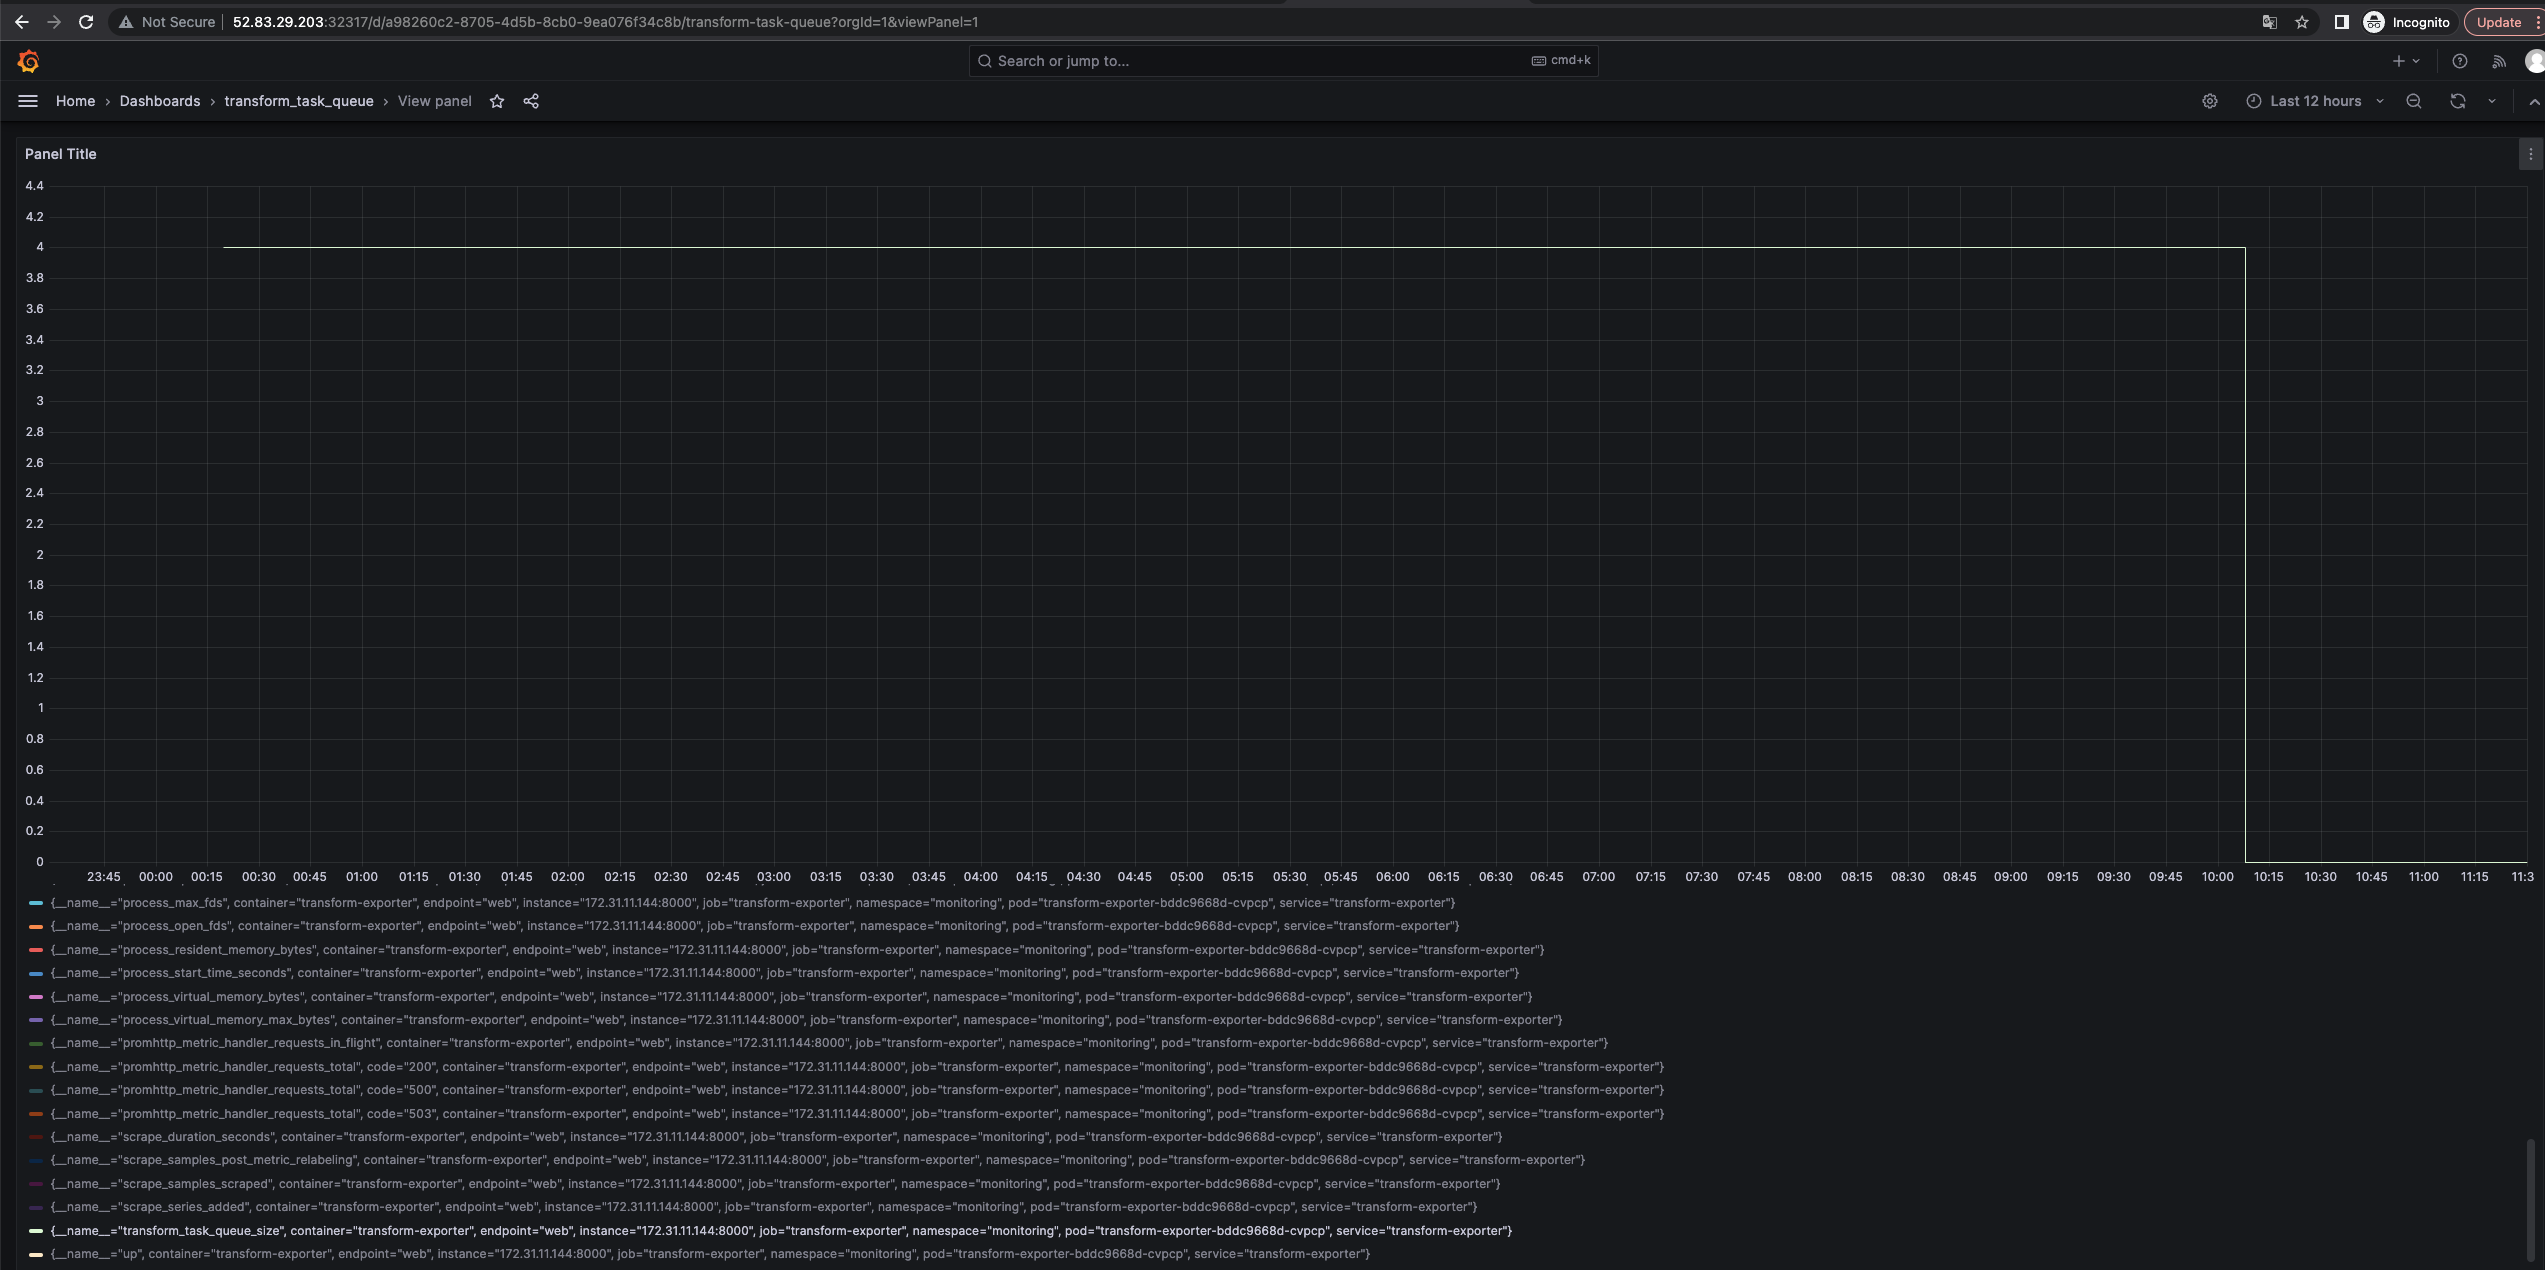 Not Secure 52.83.29.203:32317/d/a98260c2-8705-4d5b-8cb0-9ea076f34c8b/transform-task-queue?orgId=1&viewPanel=1 Incognito Update
Search or jump to... cmd+k
Home › Dashboards › transform_task_queue › View panel Last 12 hours
Panel Title
4.4
4.2
4
3.8
3.6
3.4
3.2
3
2.8
2.6
2.4
2.2
2
1.8
1.6
1.4
1.2
1
0.8
0.6
0.4
0.2
0
23:45 00:00 00:15 00:30 00:45 01:00 01:15 01:30 01:45 02:00 02:15 02:30 02:45 03:00 03:15 03:30 03:45 04:00 04:15 04:30 04:45 05:00 05:15 05:30 05:45 06:00 06:15 06:30 06:45 07:00 07:15 07:30 07:45 08:00 08:15 08:30 08:45 09:00 09:15 09:30 09:45 10:00 10:15 10:30 10:45 11:00 11:15 11:3
{__name__="process_max_fds", container="transform-exporter", endpoint="web", instance="172.31.11.144:8000", job="transform-exporter", namespace="monitoring", pod="transform-exporter-bddc9668d-cvpcp", service="transform-exporter"}
{__name__="process_open_fds", container="transform-exporter", endpoint="web", instance="172.31.11.144:8000", job="transform-exporter", namespace="monitoring", pod="transform-exporter-bddc9668d-cvpcp", service="transform-exporter"}
{__name__="process_resident_memory_bytes", container="transform-exporter", endpoint="web", instance="172.31.11.144:8000", job="transform-exporter", namespace="monitoring", pod="transform-exporter-bddc9668d-cvpcp", service="transform-exporter"}
{__name__="process_start_time_seconds", container="transform-exporter", endpoint="web", instance="172.31.11.144:8000", job="transform-exporter", namespace="monitoring", pod="transform-exporter-bddc9668d-cvpcp", service="transform-exporter"}
{__name__="process_virtual_memory_bytes", container="transform-exporter", endpoint="web", instance="172.31.11.144:8000", job="transform-exporter", namespace="monitoring", pod="transform-exporter-bddc9668d-cvpcp", service="transform-exporter"}
{__name__="process_virtual_memory_max_bytes", container="transform-exporter", endpoint="web", instance="172.31.11.144:8000", job="transform-exporter", namespace="monitoring", pod="transform-exporter-bddc9668d-cvpcp", service="transform-exporter"}
{__name__="promhttp_metric_handler_requests_in_flight", container="transform-exporter", endpoint="web", instance="172.31.11.144:8000", job="transform-exporter", namespace="monitoring", pod="transform-exporter-bddc9668d-cvpcp", service="transform-exporter"}
{__name__="promhttp_metric_handler_requests_total", code="200", container="transform-exporter", endpoint="web", instance="172.31.11.144:8000", job="transform-exporter", namespace="monitoring", pod="transform-exporter-bddc9668d-cvpcp", service="transform-exporter"}
{__name__="promhttp_metric_handler_requests_total", code="500", container="transform-exporter", endpoint="web", instance="172.31.11.144:8000", job="transform-exporter", namespace="monitoring", pod="transform-exporter-bddc9668d-cvpcp", service="transform-exporter"}
{__name__="promhttp_metric_handler_requests_total", code="503", container="transform-exporter", endpoint="web", instance="172.31.11.144:8000", job="transform-exporter", namespace="monitoring", pod="transform-exporter-bddc9668d-cvpcp", service="transform-exporter"}
{__name__="scrape_duration_seconds", container="transform-exporter", endpoint="web", instance="172.31.11.144:8000", job="transform-exporter", namespace="monitoring", pod="transform-exporter-bddc9668d-cvpcp", service="transform-exporter"}
{__name__="scrape_samples_post_metric_relabeling", container="transform-exporter", endpoint="web", instance="172.31.11.144:8000", job="transform-exporter", namespace="monitoring", pod="transform-exporter-bddc9668d-cvpcp", service="transform-exporter"}
{__name__="scrape_samples_scraped", container="transform-exporter", endpoint="web", instance="172.31.11.144:8000", job="transform-exporter", namespace="monitoring", pod="transform-exporter-bddc9668d-cvpcp", service="transform-exporter"}
{__name__="scrape_series_added", container="transform-exporter", endpoint="web", instance="172.31.11.144:8000", job="transform-exporter", namespace="monitoring", pod="transform-exporter-bddc9668d-cvpcp", service="transform-exporter"}
{__name__="transform_task_queue_size", container="transform-exporter", endpoint="web", instance="172.31.11.144:8000", job="transform-exporter", namespace="monitoring", pod="transform-exporter-bddc9668d-cvpcp", service="transform-exporter"}
{__name__="up", container="transform-exporter", endpoint="web", instance="172.31.11.144:8000", job="transform-exporter", namespace="monitoring", pod="transform-exporter-bddc9668d-cvpcp", service="transform-exporter"}